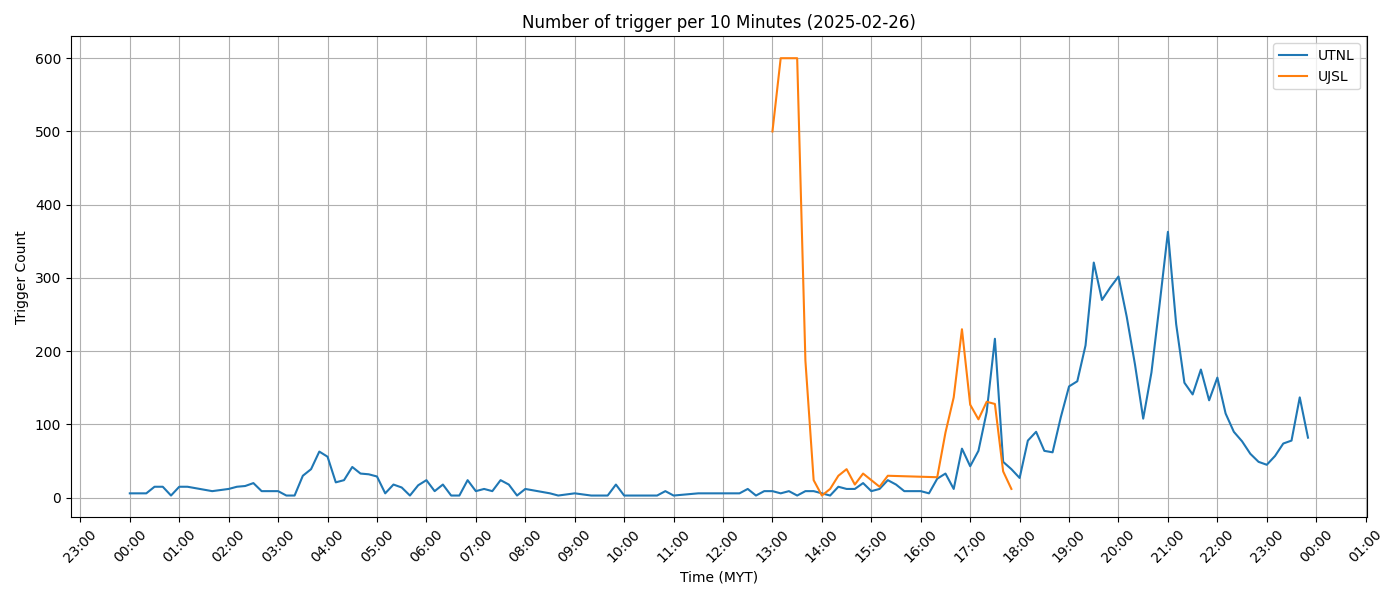 Number of trigger per 10 Minutes (2025-02-26)
UTNL
UJSL
Trigger Count
600
500
400
300
200
100
0
23:00 00:00 01:00 02:00 03:00 04:00 05:00 06:00 07:00 08:00 09:00 10:00 11:00 12:00 13:00 14:00 15:00 16:00 17:00 18:00 19:00 20:00 21:00 22:00 23:00 00:00 01:00
Time (MYT)